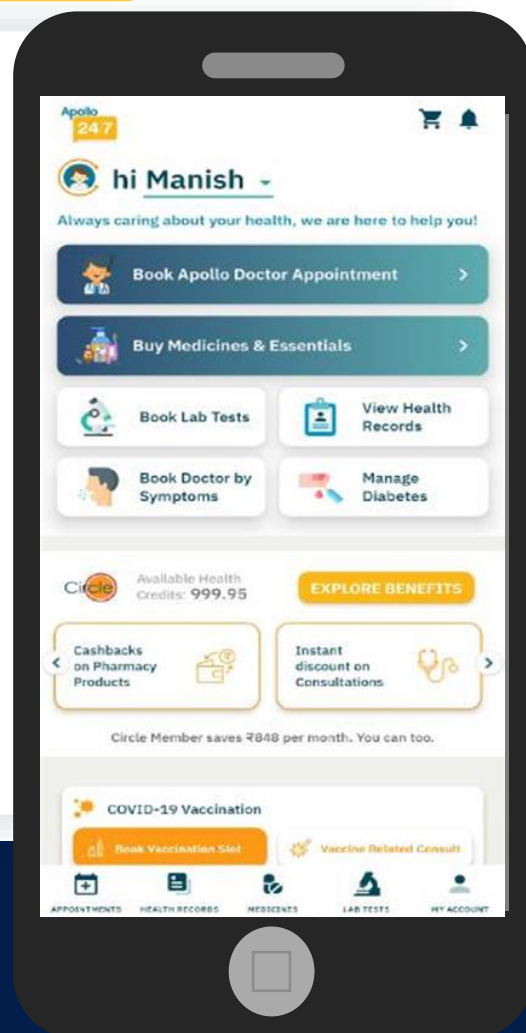 Apollo
24 7
hi Manish
Always caring about your health, we are here to help you!
Book Apollo Doctor Appointment
Buy Medicines & Essentials
Book Lab Tests
View Health
Records
Book Doctor by
Symptoms
Manage
Diabetes
Circle
Available Health
Credits: 999.95
EXPLORE BENEFITS
Cashbacks
on Pharmacy
Products
Instant
discount on
Consultations
Circle Member saves ₹848 per month. You can too.
COVID-19 Vaccination
Book Vaccination Slot
Vaccine Related Consult
APPOINTMENTS
HEALTH RECORDS
MEDICINES
LAB TESTS
MY ACCOUNT